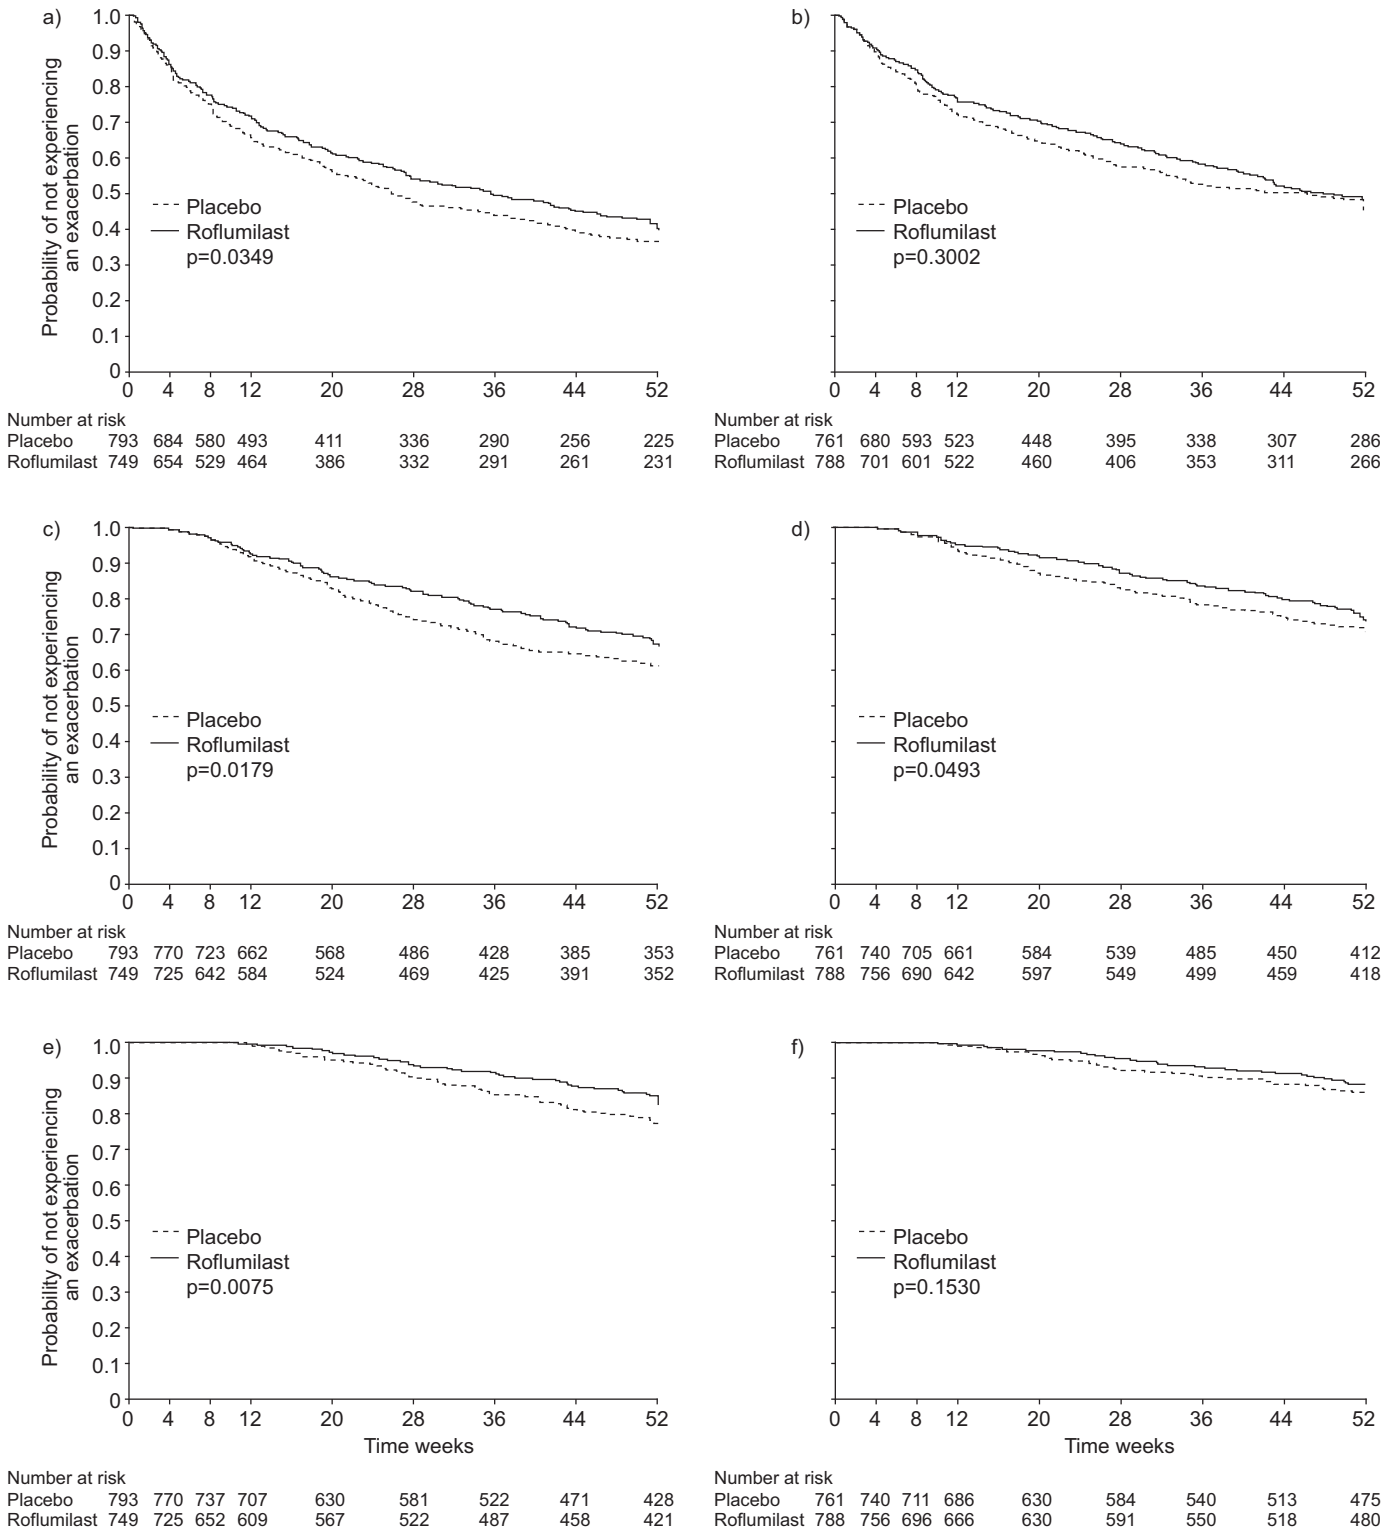 a)
Probability of not experiencing
an exacerbation
1.0
0.9
0.8
0.7
0.6
0.5
0.4
0.3
0.2
0.1
0
Placebo
Roflumilast
p=0.0349
0 4 8 12 20 28 36 44 52
Number at risk
Placebo 793 684 580 493 411 336 290 256 225
Roflumilast 749 654 529 464 386 332 291 261 231
b)
Placebo
Roflumilast
p=0.3002
0 4 8 12 20 28 36 44 52
Number at risk
Placebo 761 680 593 523 448 395 338 307 286
Roflumilast 788 701 601 522 460 406 353 311 266
c)
Probability of not experiencing
an exacerbation
1.0
0.9
0.8
0.7
0.6
0.5
0.4
0.3
0.2
0.1
0
Placebo
Roflumilast
p=0.0179
0 4 8 12 20 28 36 44 52
Number at risk
Placebo 793 770 723 662 568 486 428 385 353
Roflumilast 749 725 642 584 524 469 425 391 352
d)
Placebo
Roflumilast
p=0.0493
0 4 8 12 20 28 36 44 52
Number at risk
Placebo 761 740 705 661 584 539 485 450 412
Roflumilast 788 756 690 642 597 549 499 459 418
e)
Probability of not experiencing
an exacerbation
1.0
0.9
0.8
0.7
0.6
0.5
0.4
0.3
0.2
0.1
0
Placebo
Roflumilast
p=0.0075
0 4 8 12 20 28 36 44 52
Time weeks
Number at risk
Placebo 793 770 737 707 630 581 522 471 428
Roflumilast 749 725 652 609 567 522 487 458 421
f)
Placebo
Roflumilast
p=0.1530
0 4 8 12 20 28 36 44 52
Time weeks
Number at risk
Placebo 761 740 711 686 630 584 540 513 475
Roflumilast 788 756 696 666 630 591 550 518 480